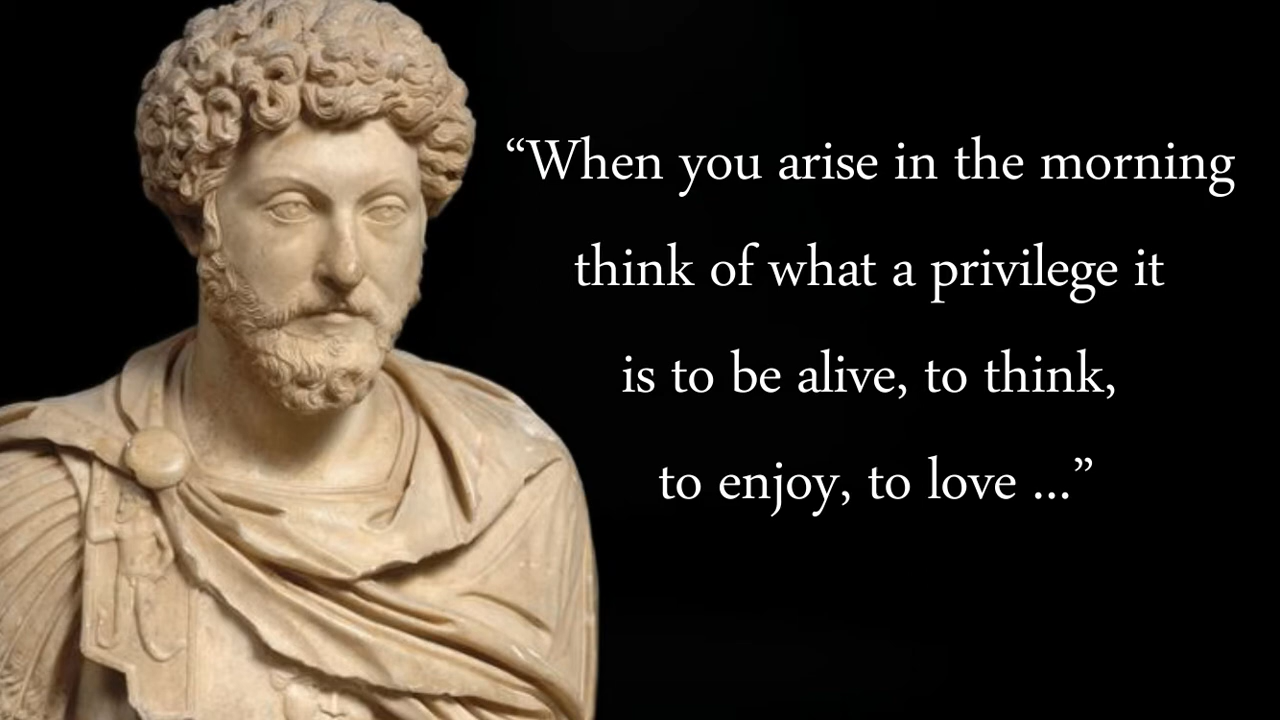 “When you arise in the morning
think of what a privilege it
is to be alive, to think,
to enjoy, to love ...”